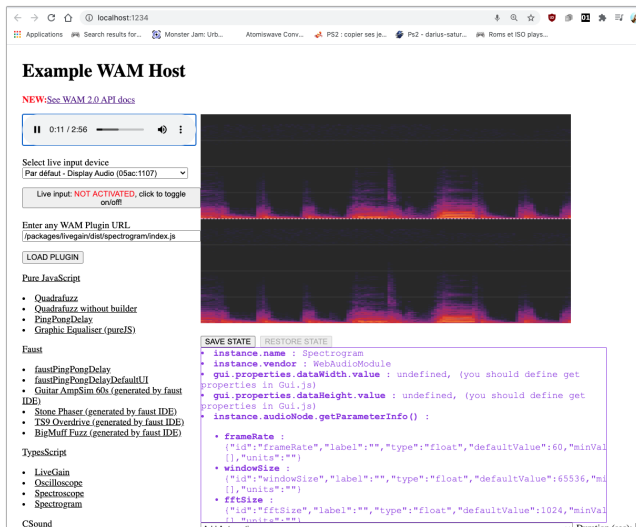 localhost:1234
Applications
Search results for...
Monster Jam: Urb...
Atomiswave Conv...
PS2 : copier ses je...
Ps2 - darius-satur...
Roms et ISO plays...
Example WAM Host
NEW:See WAM 2.0 API docs
0:11 / 2:56
Select live input device
Par défaut - Display Audio (05ac:1107)
Live input: NOT ACTIVATED, click to toggle
on/off!
Enter any WAM Plugin URL
/packages/livegain/dist/spectrogram/index.js
LOAD PLUGIN
Pure JavaScript
• Quadrafuzz
• Quadrafuzz without builder
• PingPongDelay
• Graphic Equaliser (pureJS)
Faust
• faustPingPongDelay
• faustPingPongDelayDefaultUI
• Guitar AmpSim 60s (generated by faust
IDE)
• Stone Phaser (generated by faust IDE)
• TS9 Overdrive (generated by faust IDE)
• BigMuff Fuzz (generated by faust IDE)
TypesScript
• LiveGain
• Oscilloscope
• Spectroscope
• Spectrogram
CSound
SAVE STATE
RESTORE STATE
• instance.name : Spectrogram
• instance.vendor : WebAudioModule
• gui.properties.dataWidth.value : undefined, (you should define get
properties in Gui.js)
• gui.properties.dataHeight.value : undefined, (you should define get
properties in Gui.js)
• instance.audioNode.getParameterInfo() :
• frameRate :
{"id":"frameRate","label":"","type":"float","defaultValue":60,"minVal
[],"units":""}
• windowSize :
{"id":"windowSize","label":"","type":"float","defaultValue":65536,"mi
[],"units":""}
• fftSize :
{"id":"fftSize","label":"","type":"float","defaultValue":1024,"minVal
[],"units":""}